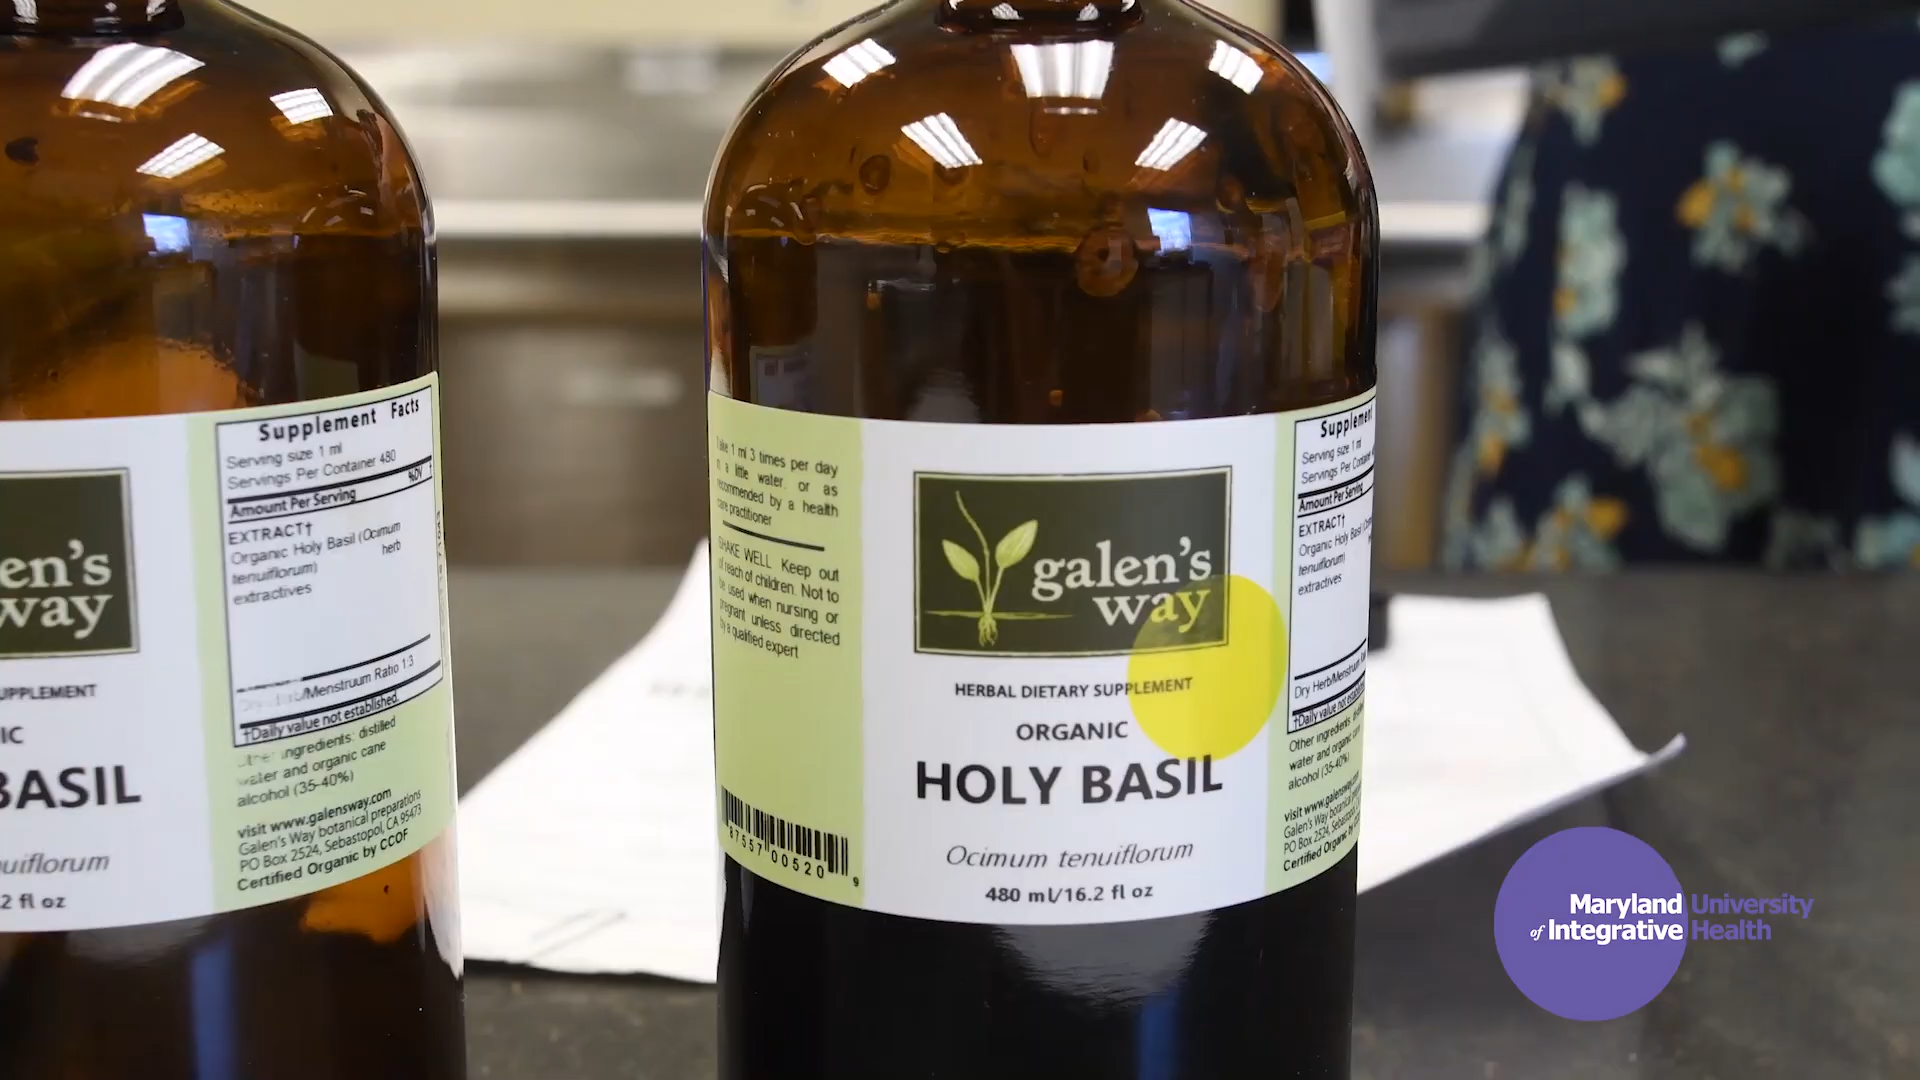 en's
way
UPPLEMENT
IC
BASIL
nuiflorum
2 fl oz
Supplement Facts
Serving size 1 ml
Servings Per Container 480
%DV †
Amount Per Serving
EXTRACT†
Organic Holy Basil (Ocimum
tenuiflorum) herb
extractives
Herb/Menstruum Ratio 1:3
†Daily value not established.
Other ingredients: distilled
water and organic cane
alcohol (35-40%)
visit www.galensway.com
Galen's Way botanical preparations
PO Box 2524, Sebastopol, CA 95473
Certified Organic by CCOF
Take 1 ml 3 times per day
in a little water, or as
recommended by a health
care practitioner
SHAKE WELL. Keep out
of reach of children. Not to
be used when nursing or
pregnant unless directed
by a qualified expert
87557 00520 9
galen's
way
HERBAL DIETARY SUPPLEMENT
ORGANIC
HOLY BASIL
Ocimum tenuiflorum
480 ml/16.2 fl oz
Supplement
Serving size 1 ml
Servings Per Container
Amount Per Serving
EXTRACT†
Organic Holy Basil
tenuiflorum)
extractives
Dry Herb/Menstruum
†Daily value not established
Other ingredients:
water and organic
alcohol (35-40%)
visit www.galensway.com
Galen's Way botanical
PO Box 2524, Sebastopol,
Certified Organic by
Maryland University
of Integrative Health